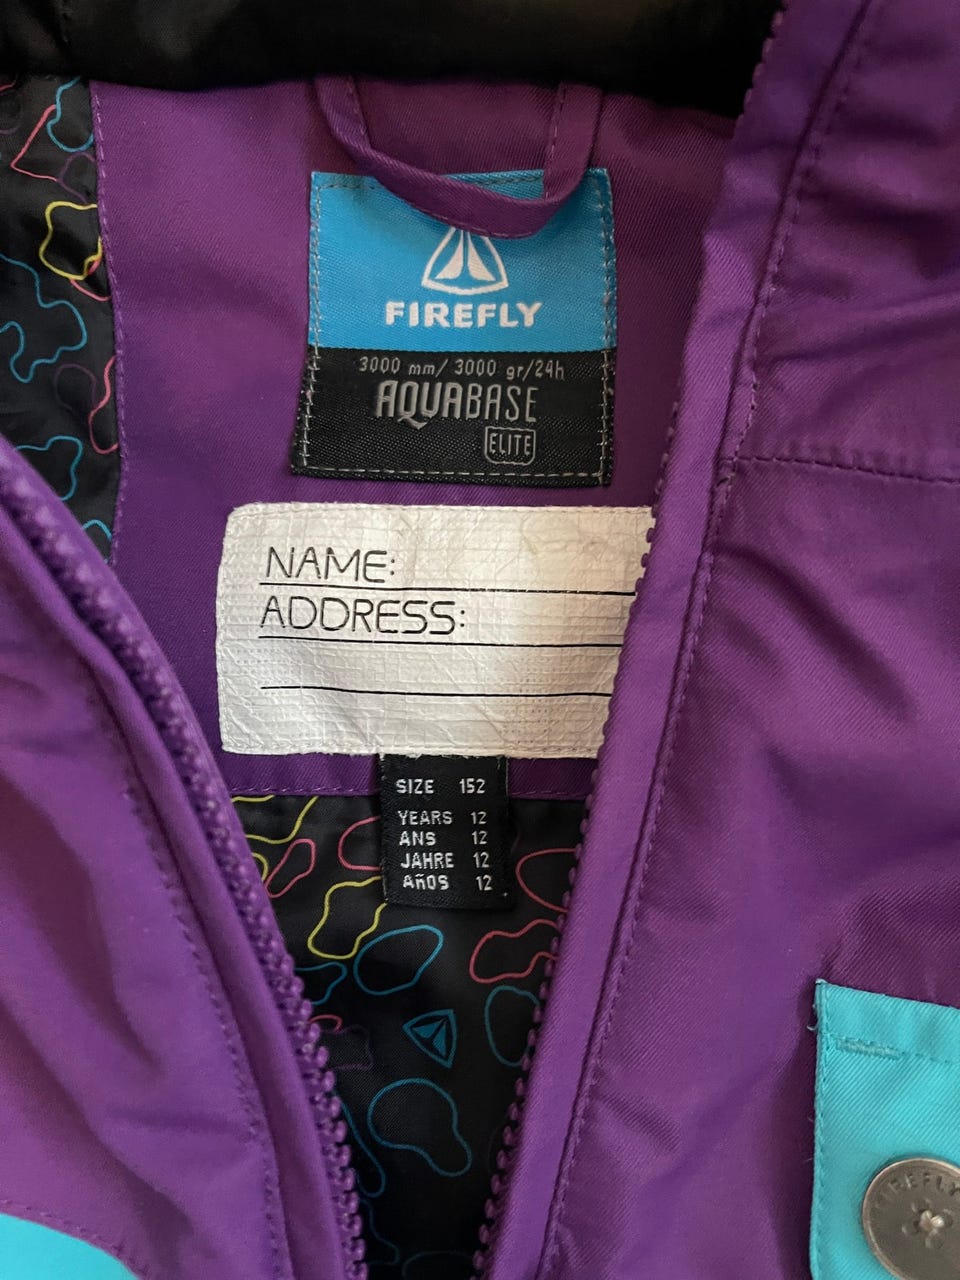 FIREFLY
3000 mm/ 3000 gr/24h
AQUABASE
ELITE
NAME:
ADDRESS:
SIZE 152
YEARS 12
ANS 12
JAHRE 12
AÑOS 12
FIREFLY